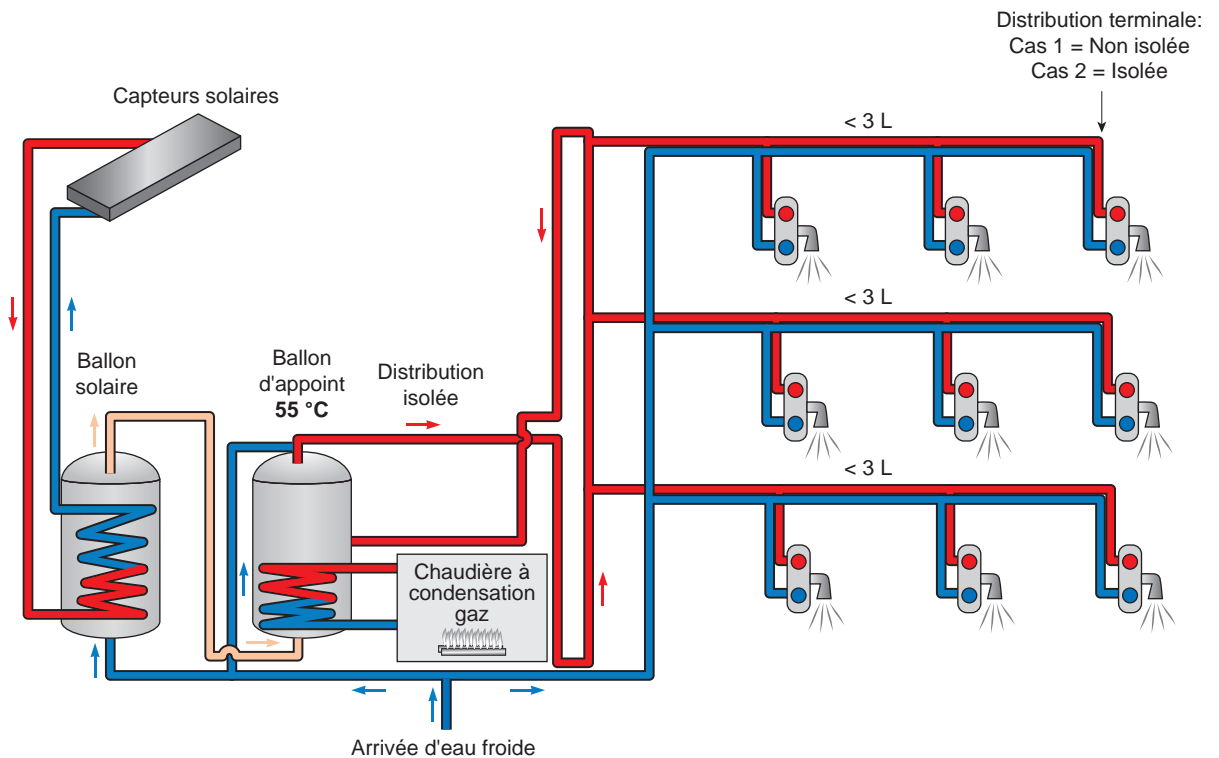 Distribution terminale:
Cas 1 = Non isolée
Cas 2 = Isolée
Capteurs solaires
< 3 L
< 3 L
Ballon
solaire
Ballon
d'appoint
55 °C
Distribution
isolée
< 3 L
Chaudière à
condensation
gaz
Arrivée d'eau froide